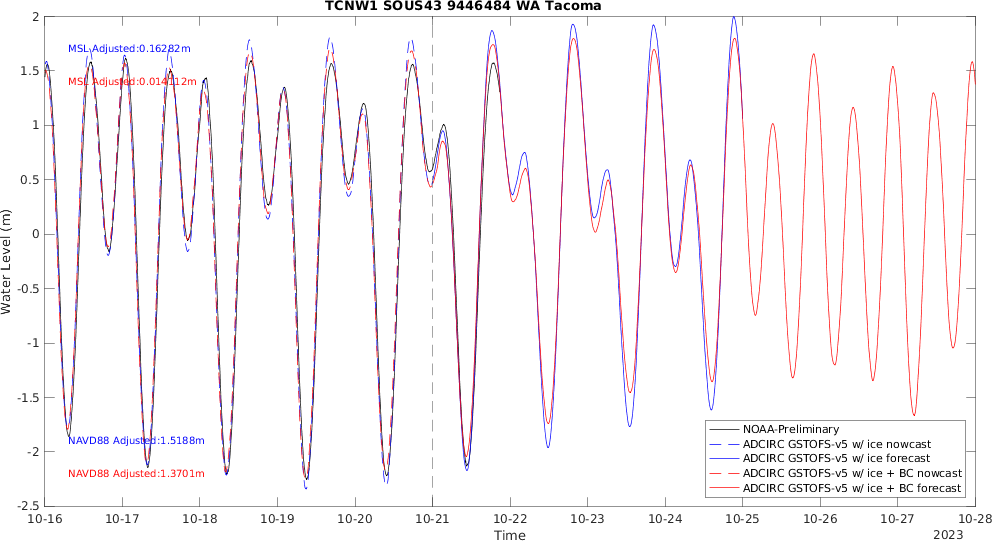 TCNW1 SOUS43 9446484 WA Tacoma
2
1.5
1
0.5
0
-0.5
-1
-1.5
-2
-2.5
Water Level (m)
MSL Adjusted:0.16282m
MSL Adjusted:0.014112m
NAVD88 Adjusted:1.5188m
NAVD88 Adjusted:1.3701m
NOAA-Preliminary
ADCIRC GSTOFS-v5 w/ ice nowcast
ADCIRC GSTOFS-v5 w/ ice forecast
ADCIRC GSTOFS-v5 w/ ice + BC nowcast
ADCIRC GSTOFS-v5 w/ ice + BC forecast
10-16 10-17 10-18 10-19 10-20 10-21 10-22 10-23 10-24 10-25 10-26 10-27 10-28
Time
2023